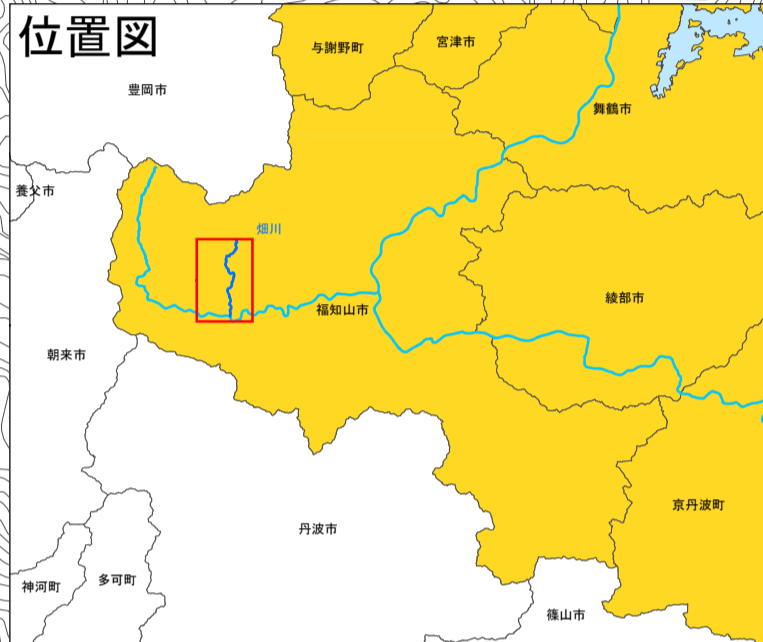 位置図
与謝野町
宮津市
豊岡市
舞鶴市
養父市
畑川
綾部市
福知山市
朝来市
京丹波町
丹波市
神河町
多可町
篠山市